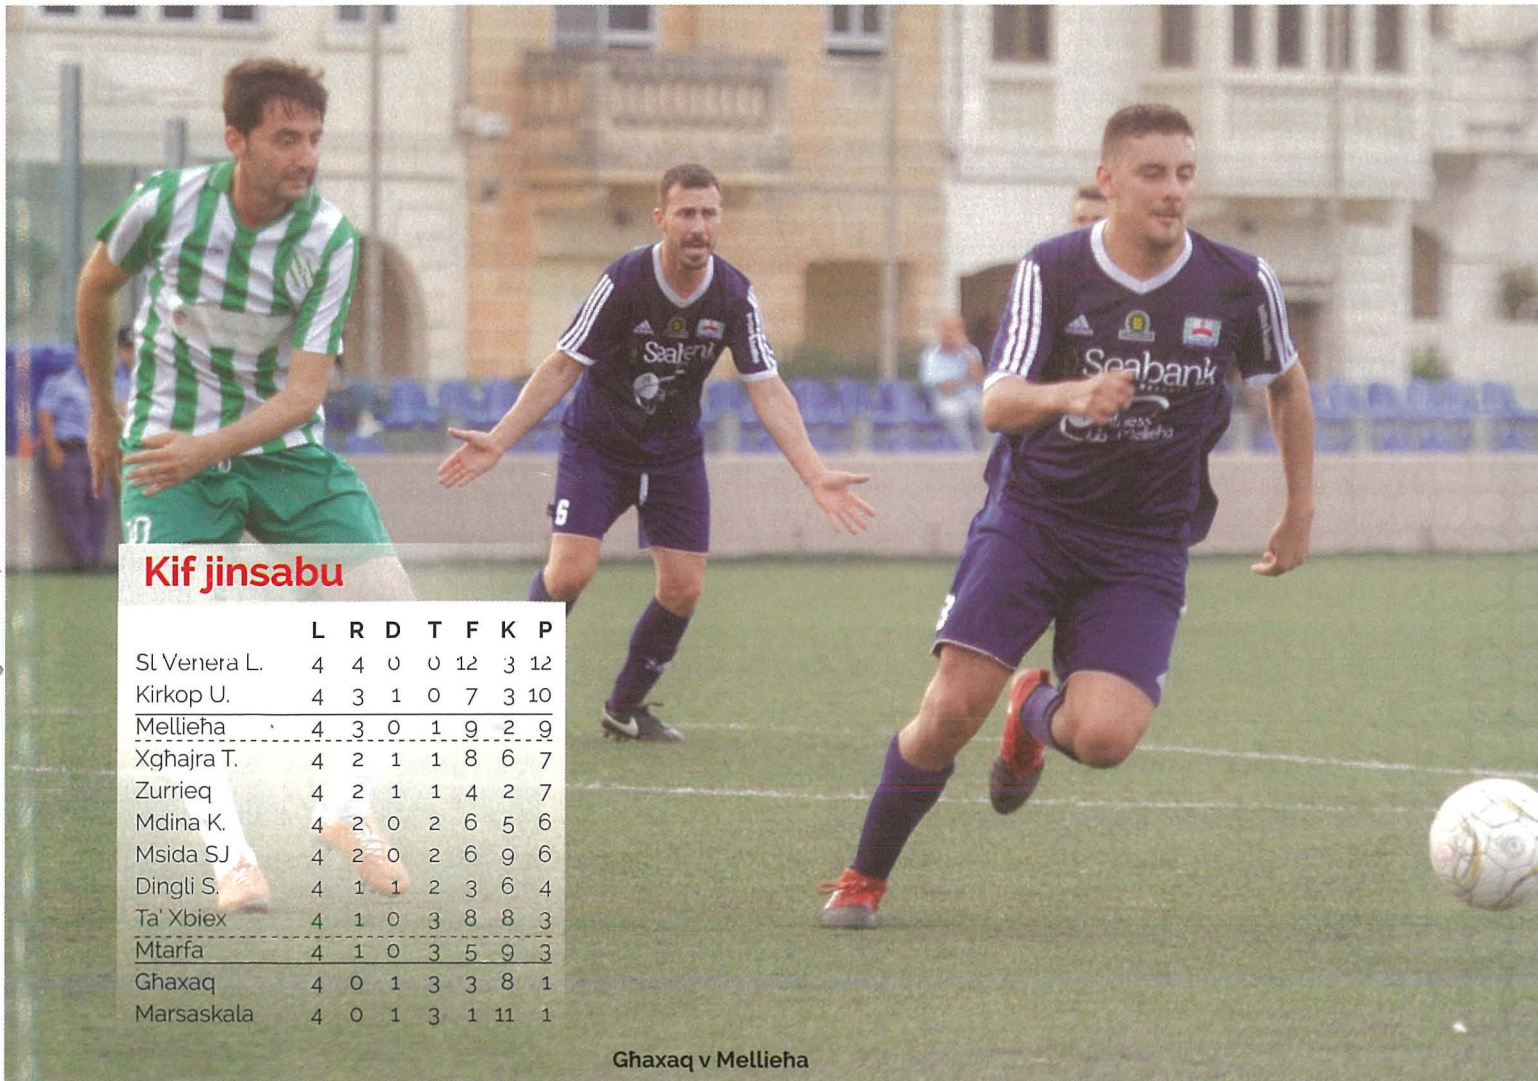 Seabank
6
Seabank
Kif jinsabu
L R D T F K P
Sl Venera L. 4 4 0 0 12 3 12
Kirkop U. 4 3 1 0 7 3 10
Mellieħa 4 3 0 1 9 2 9
Xgħajra T. 4 2 1 1 8 6 7
Zurrieq 4 2 1 1 4 2 7
Mdina K. 4 2 0 2 6 5 6
Msida SJ 4 2 0 2 6 9 6
Dingli S. 4 1 1 2 3 6 4
Ta' Xbiex 4 1 0 3 8 8 3
Mtarfa 4 1 0 3 5 9 3
Għaxaq 4 0 1 3 3 8 1
Marsaskala 4 0 1 3 1 11 1
Għaxaq v Mellieħa